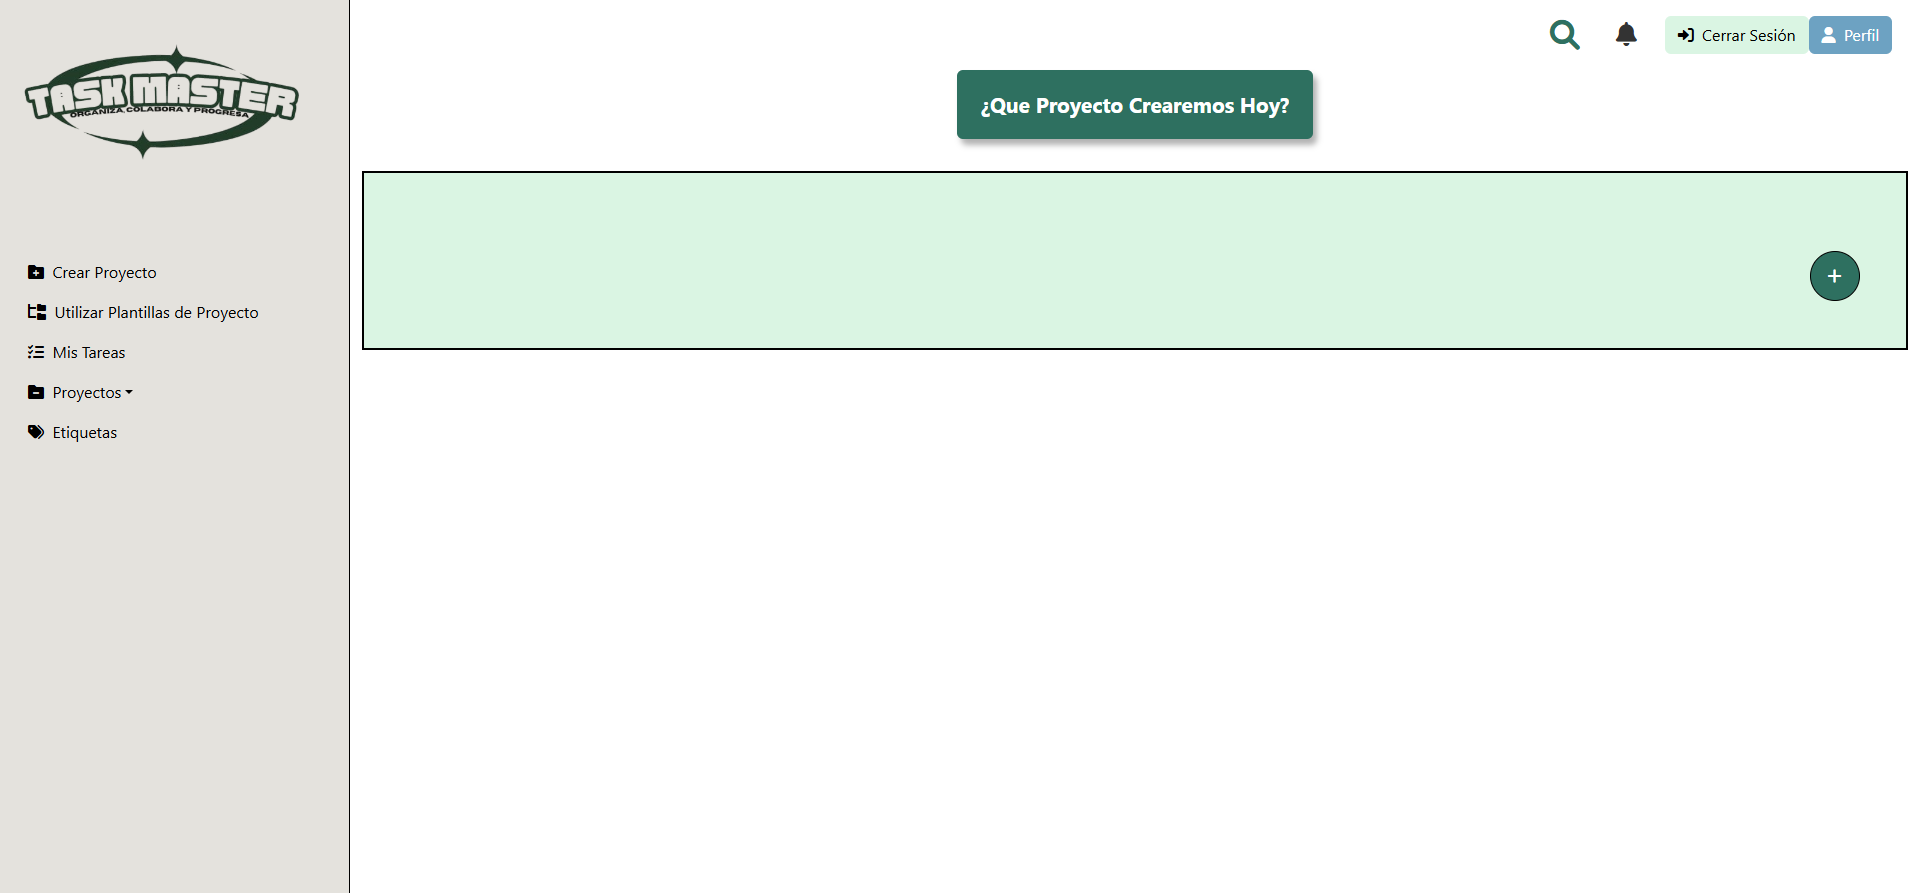 TASK MASTER
ORGANIZA, COLABORA Y PROGRESA
Crear Proyecto
Utilizar Plantillas de Proyecto
Mis Tareas
Proyectos
Etiquetas
Cerrar Sesión
Perfil
¿Que Proyecto Crearemos Hoy?